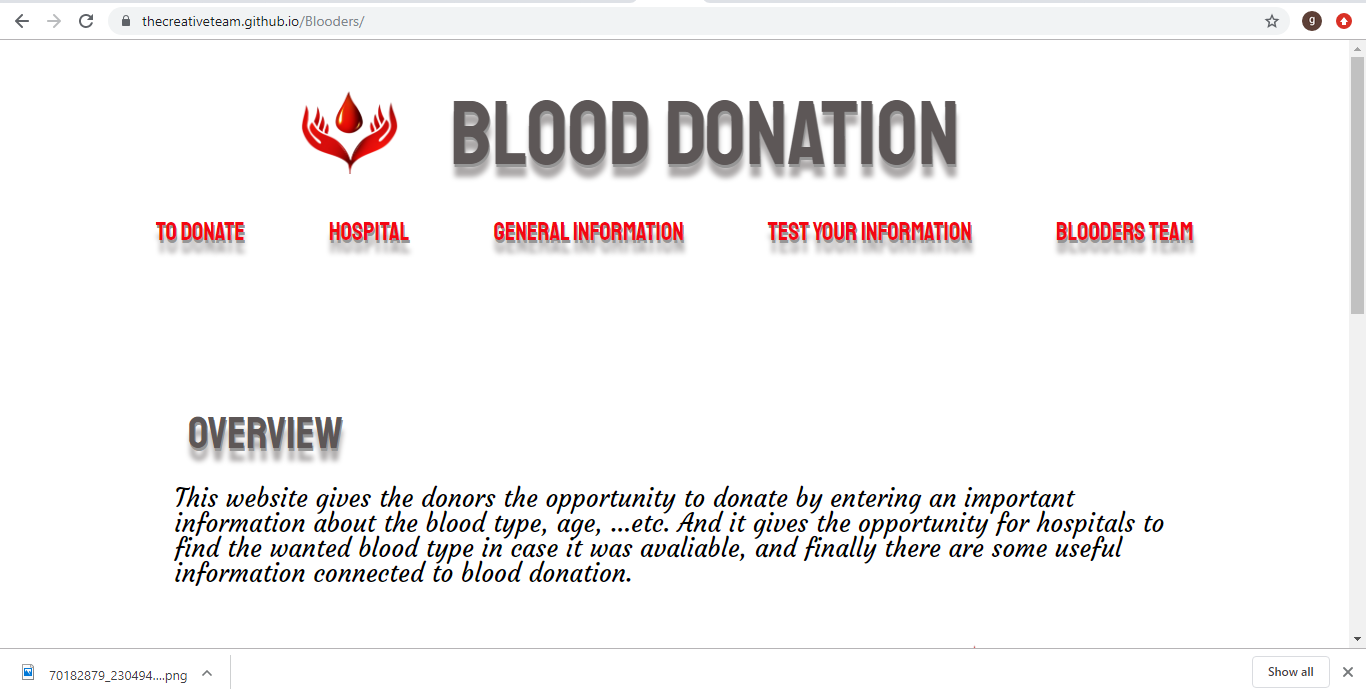 thecreativeteam.github.io/Blooders/
g
BLOOD DONATION
TO DONATE HOSPITAL GENERAL INFORMATION TEST YOUR INFORMATION BLOODERS TEAM
OVERVIEW
This website gives the donors the opportunity to donate by entering an important
information about the blood type, age, ...etc. And it gives the opportunity for hospitals to
find the wanted blood type in case it was avaliable, and finally there are some useful
information connected to blood donation.
70182879_230494....png
Show all